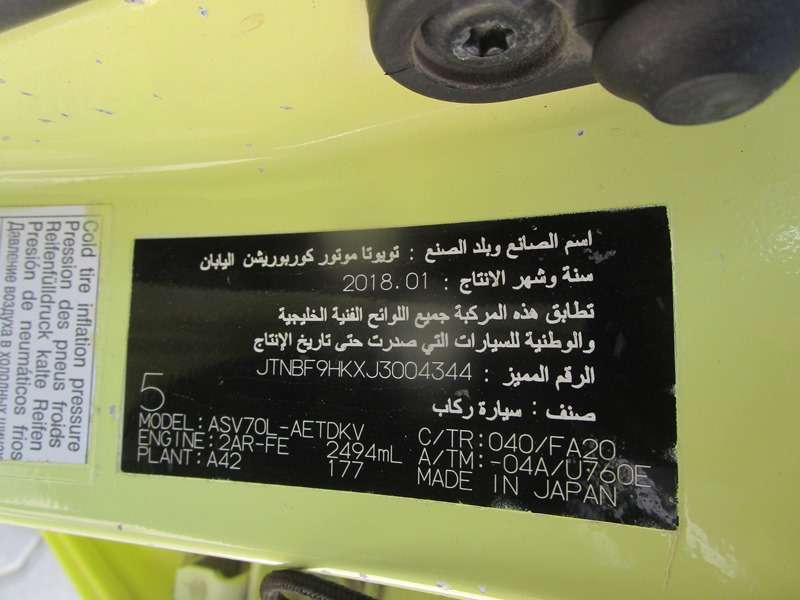 اسم الصانع وبلد الصنع : تويوتا موتور كوربوريشن اليابان
سنة وشهر الانتاج : 2018.01
تطابق هذه المركبة جميع اللوائح الفنية الخليجية
والوطنية للسيارات التي صدرت حتى تاريخ الإنتاج
الرقم المميز : JTNBF9HKXJ3004344
صنف : سيارة ركاب
5
MODEL:ASV70L-AETDKV C/TR:040/FA20
ENGINE:2AR-FE 2494mL A/TM:-04A/U760E
PLANT:A42 177 MADE IN JAPAN
Cold tire inflation pressure
Pression des pneus froids
Reifenfülldruck kalte Reifen
Presión de neumáticos fríos
Давление воздуха в холодных